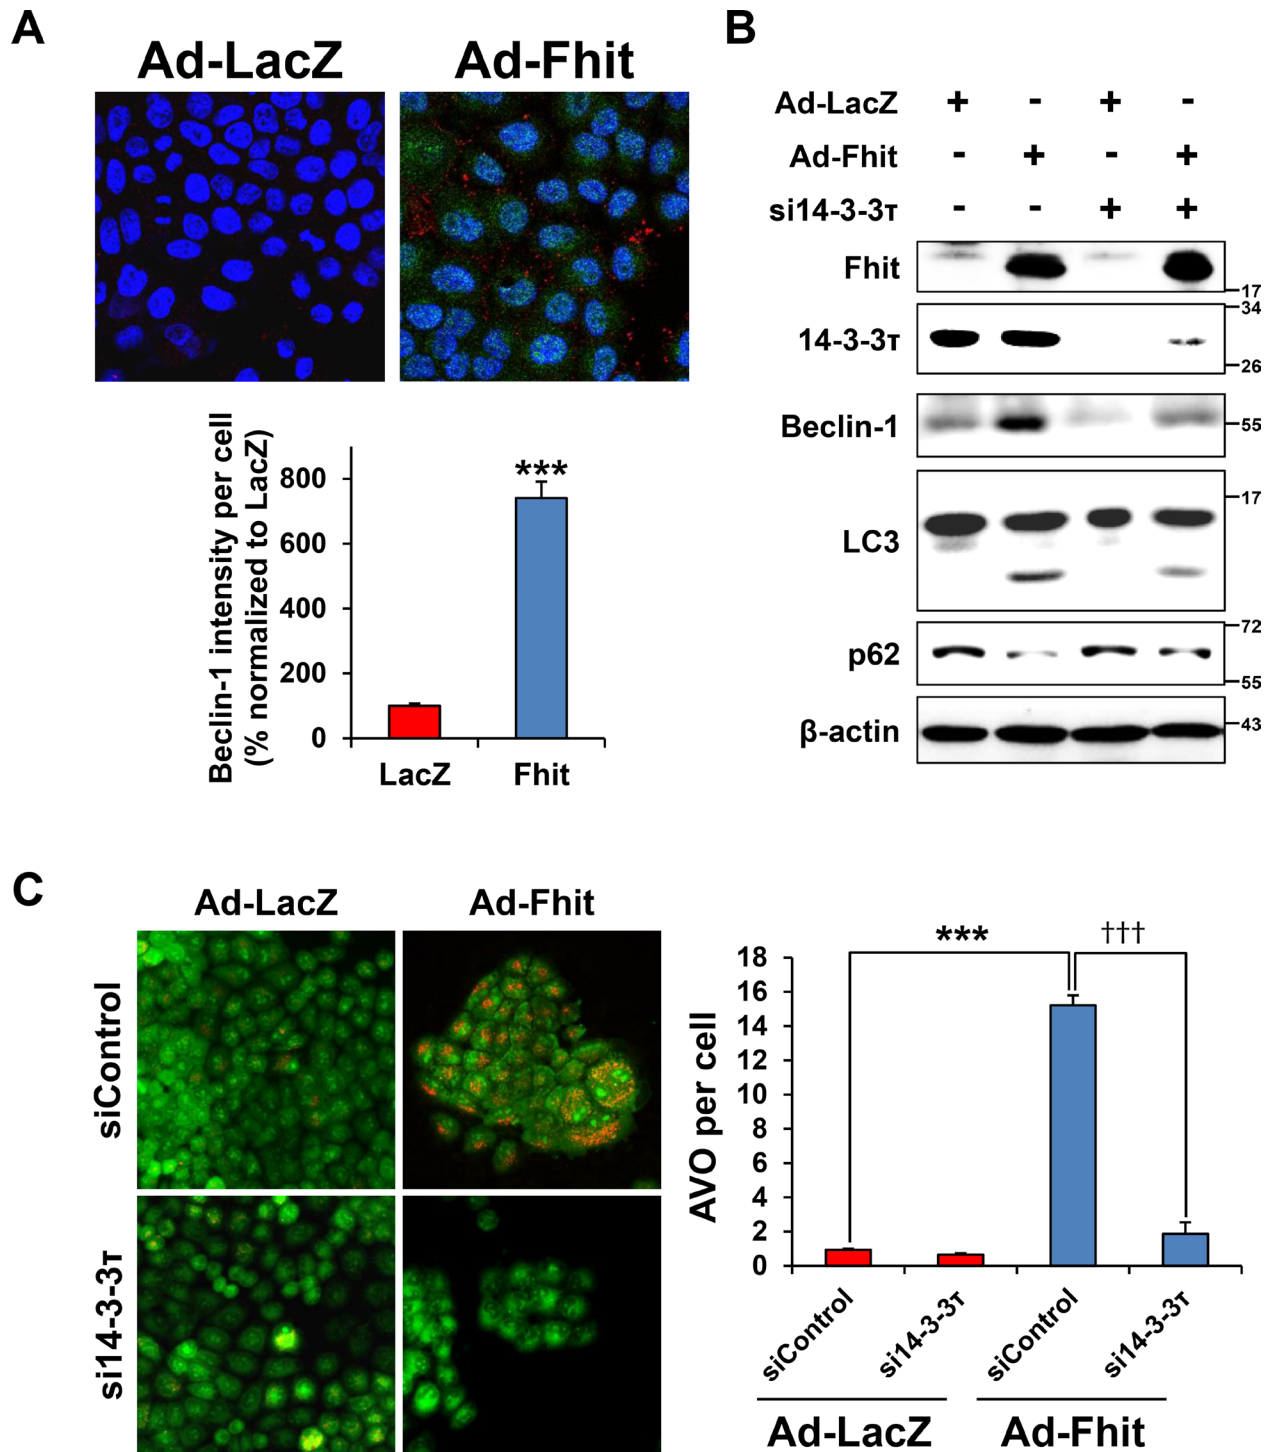 A
Ad-LacZ Ad-Fhit
Beclin-1 intensity per cell
(% normalized to LacZ)
800
600
400
200
0
***
LacZ Fhit
B
Ad-LacZ + - + -
Ad-Fhit - + - +
si14-3-3τ - - + +
Fhit
17
14-3-3τ
34
26
Beclin-1
55
LC3
17
p62
72
55
β-actin
43
C
Ad-LacZ Ad-Fhit
siControl
si14-3-3τ
AVO per cell
18
16
14
12
10
8
6
4
2
0
*** †††
siControl si14-3-3τ siControl si14-3-3τ
Ad-LacZ Ad-Fhit